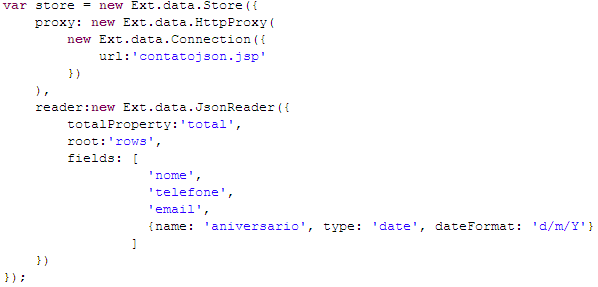 var store = new Ext.data.Store({
    proxy: new Ext.data.HttpProxy(
        new Ext.data.Connection({
            url:'contatojson.jsp'
        })
    ),
    reader:new Ext.data.JsonReader({
        totalProperty:'total',
        root:'rows',
        fields: [
                  'nome',
                  'telefone',
                  'email',
                  {name: 'aniversario', type: 'date', dateFormat: 'd/m/Y'}
                ]
    })
});